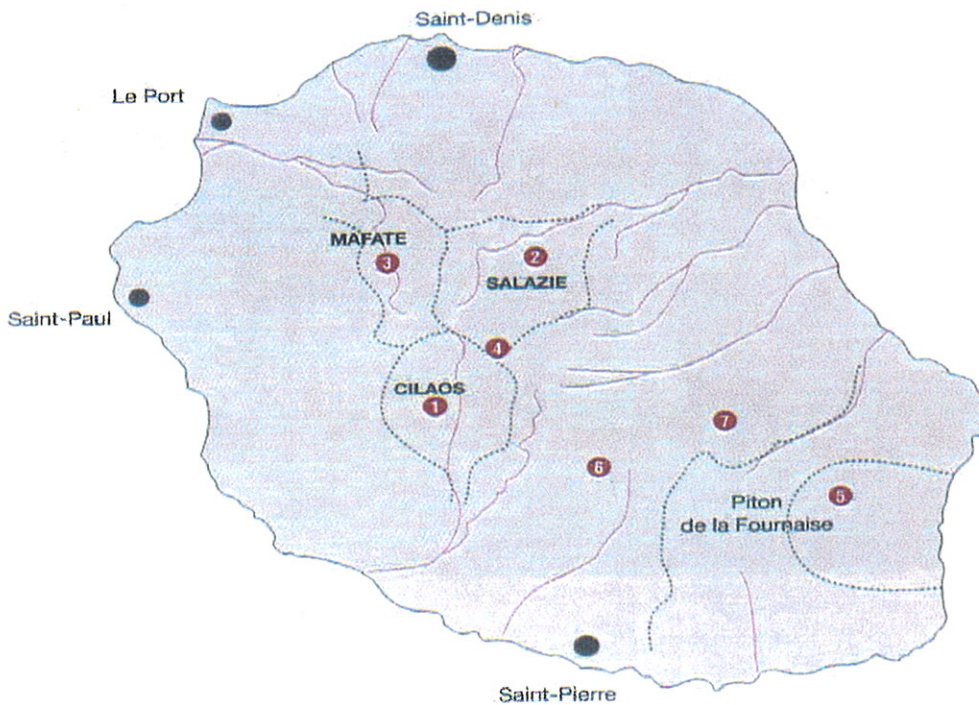 Saint-Denis
Le Port
MAFATE
3
2
SALAZIE
Saint-Paul
4
CILAOS
1
7
6
5
Piton
de la Fournaise
Saint-Pierre